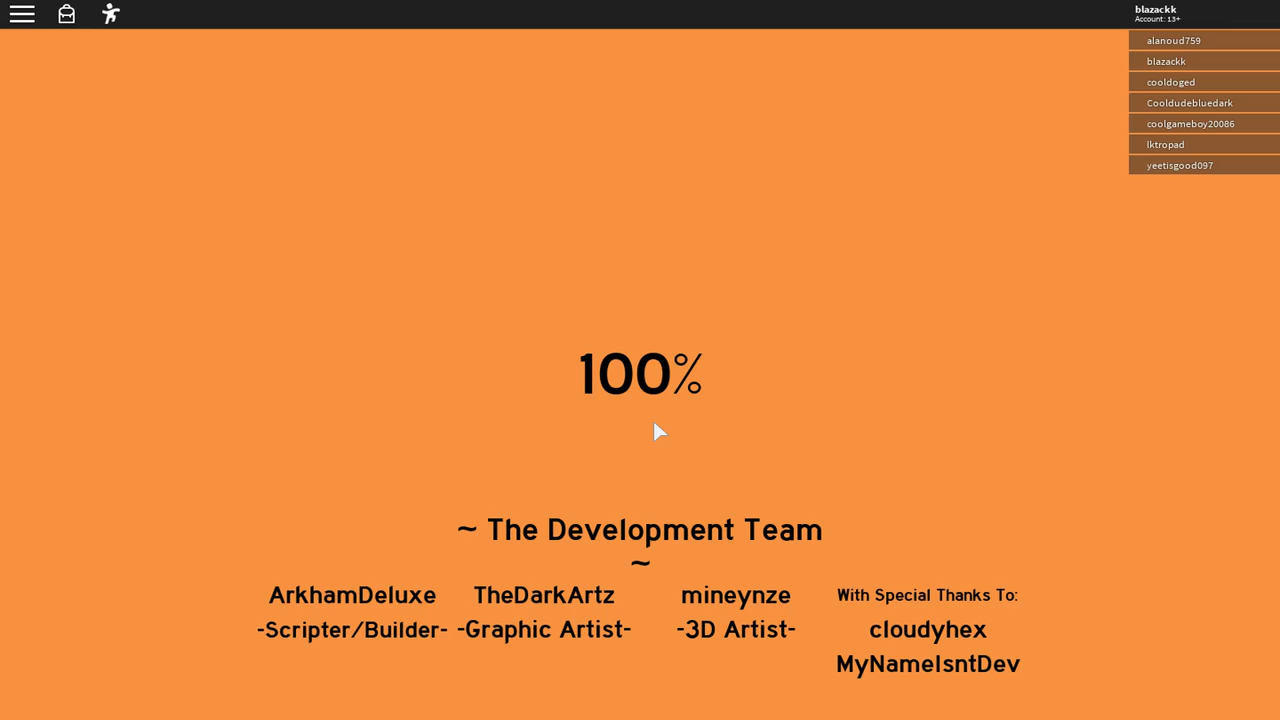 blazackk
Account: 13+
alanoud759
blazackk
cooldoged
Cooldudebluedark
coolgameboy20086
lktropad
yeetisgood097
100%
~ The Development Team
~
ArkhamDeluxe
-Scripter/Builder-
TheDarkArtz
-Graphic Artist-
mineynze
-3D Artist-
With Special Thanks To:
cloudyhex
MyNameIsntDev